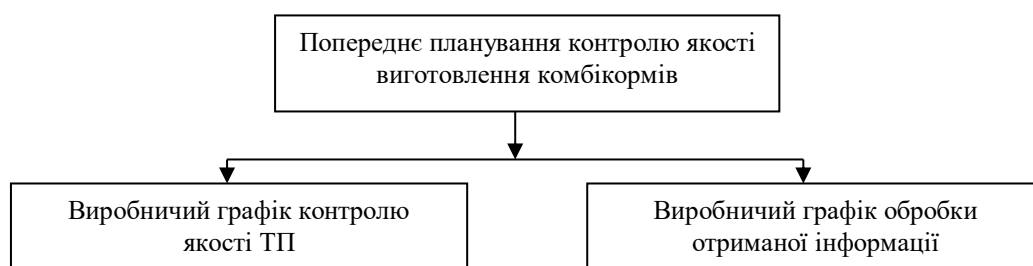 Попереднє планування контролю якості
виготовлення комбікормів
Виробничий графік контролю
якості ТП
Виробничий графік обробки
отриманої інформації